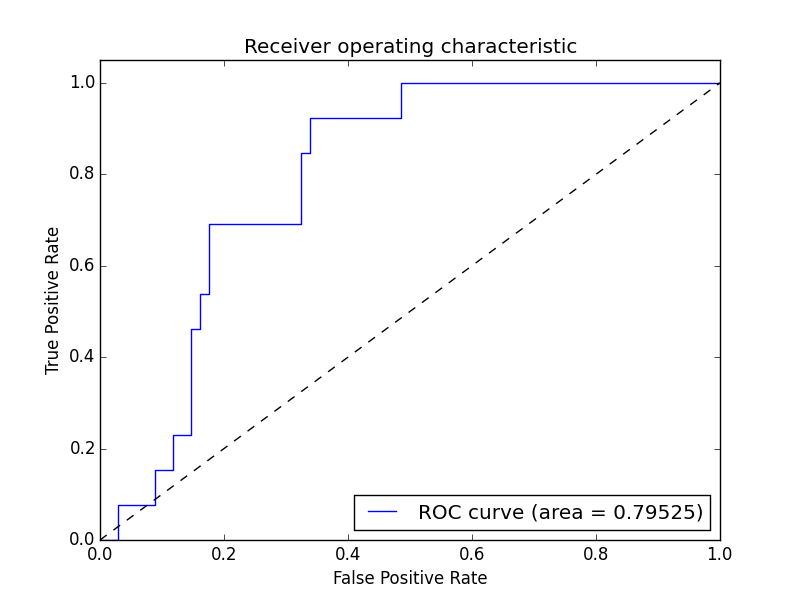 Receiver operating characteristic
1.0
0.8
0.6
0.4
0.2
0.0
True Positive Rate
ROC curve (area = 0.79525)
0.0 0.2 0.4 0.6 0.8 1.0
False Positive Rate